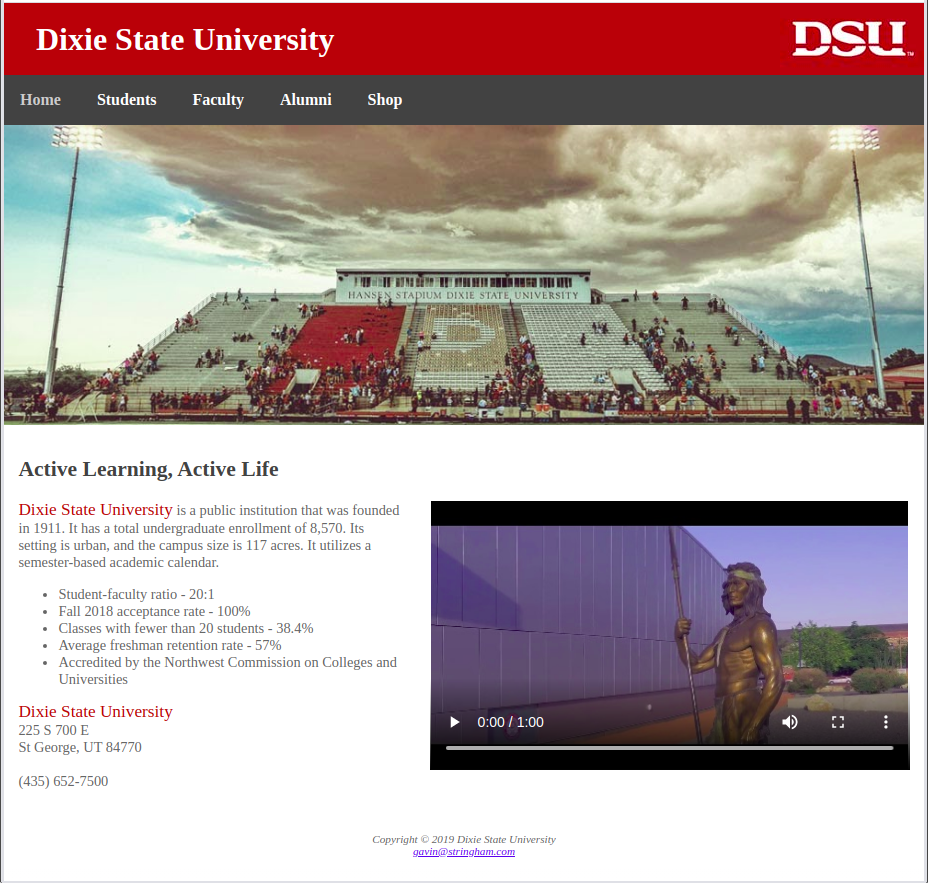 Dixie State University
DSU™
Home Students Faculty Alumni Shop
HANSEN STADIUM DIXIE STATE UNIVERSITY
D
Active Learning, Active Life
Dixie State University is a public institution that was founded
in 1911. It has a total undergraduate enrollment of 8,570. Its
setting is urban, and the campus size is 117 acres. It utilizes a
semester-based academic calendar.
• Student-faculty ratio - 20:1
• Fall 2018 acceptance rate - 100%
• Classes with fewer than 20 students - 38.4%
• Average freshman retention rate - 57%
• Accredited by the Northwest Commission on Colleges and
Universities
Dixie State University
225 S 700 E
St George, UT 84770
(435) 652-7500
0:00 / 1:00
Copyright © 2019 Dixie State University
gavin@stringham.com